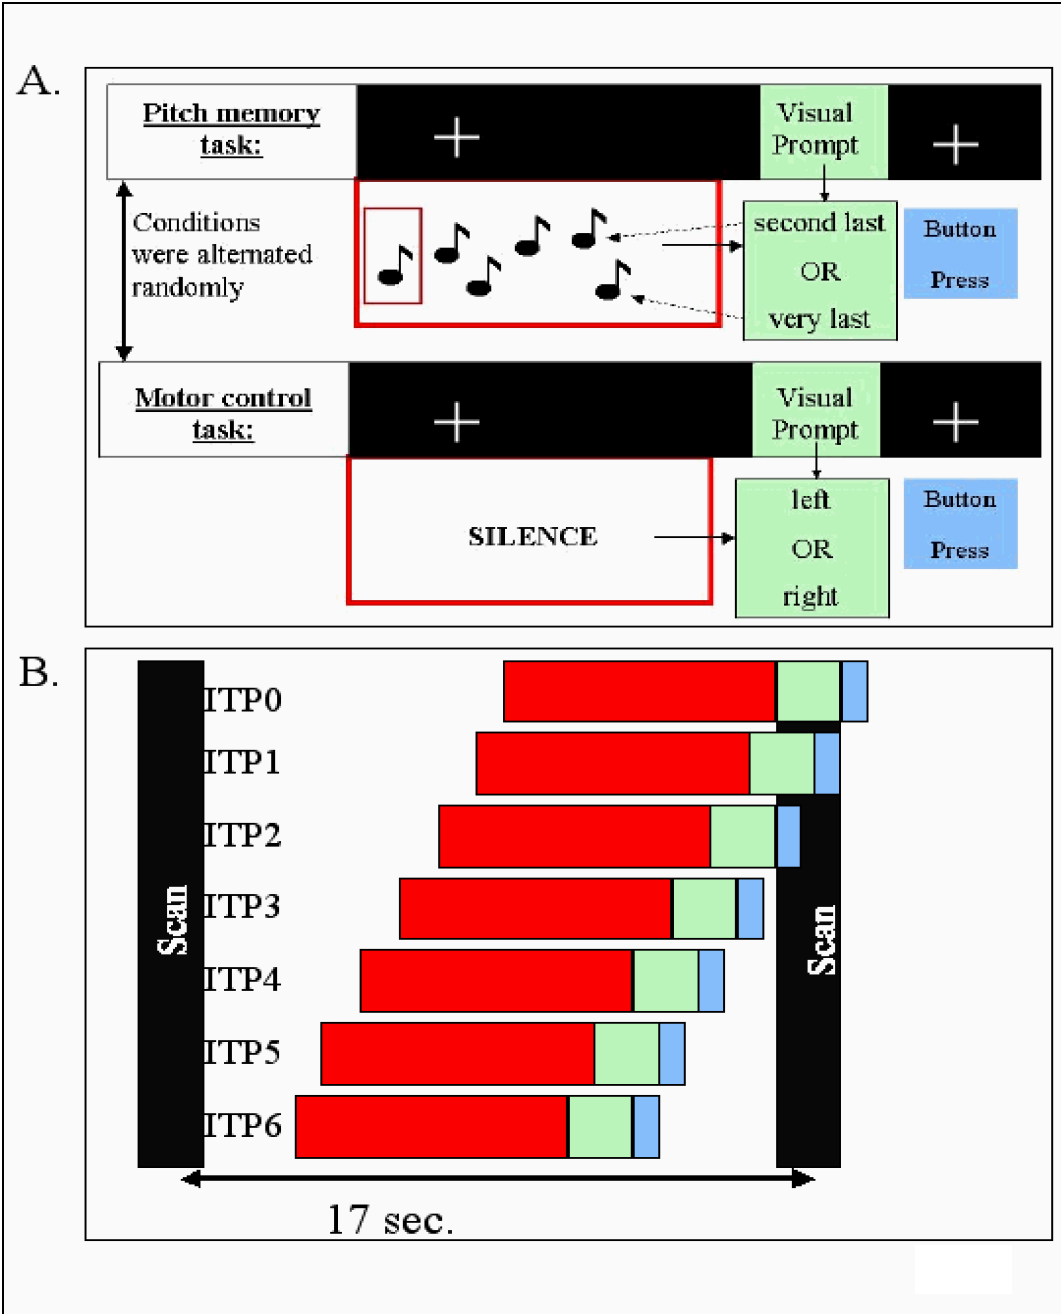 A.
Pitch memory
task:
Visual
Prompt
Conditions
were alternated
randomly
second last
OR
very last
Button
Press
Motor control
task:
Visual
Prompt
SILENCE
left
OR
right
Button
Press
B.
Scan
ITP0
ITP1
ITP2
ITP3
ITP4
ITP5
ITP6
Scan
17 sec.